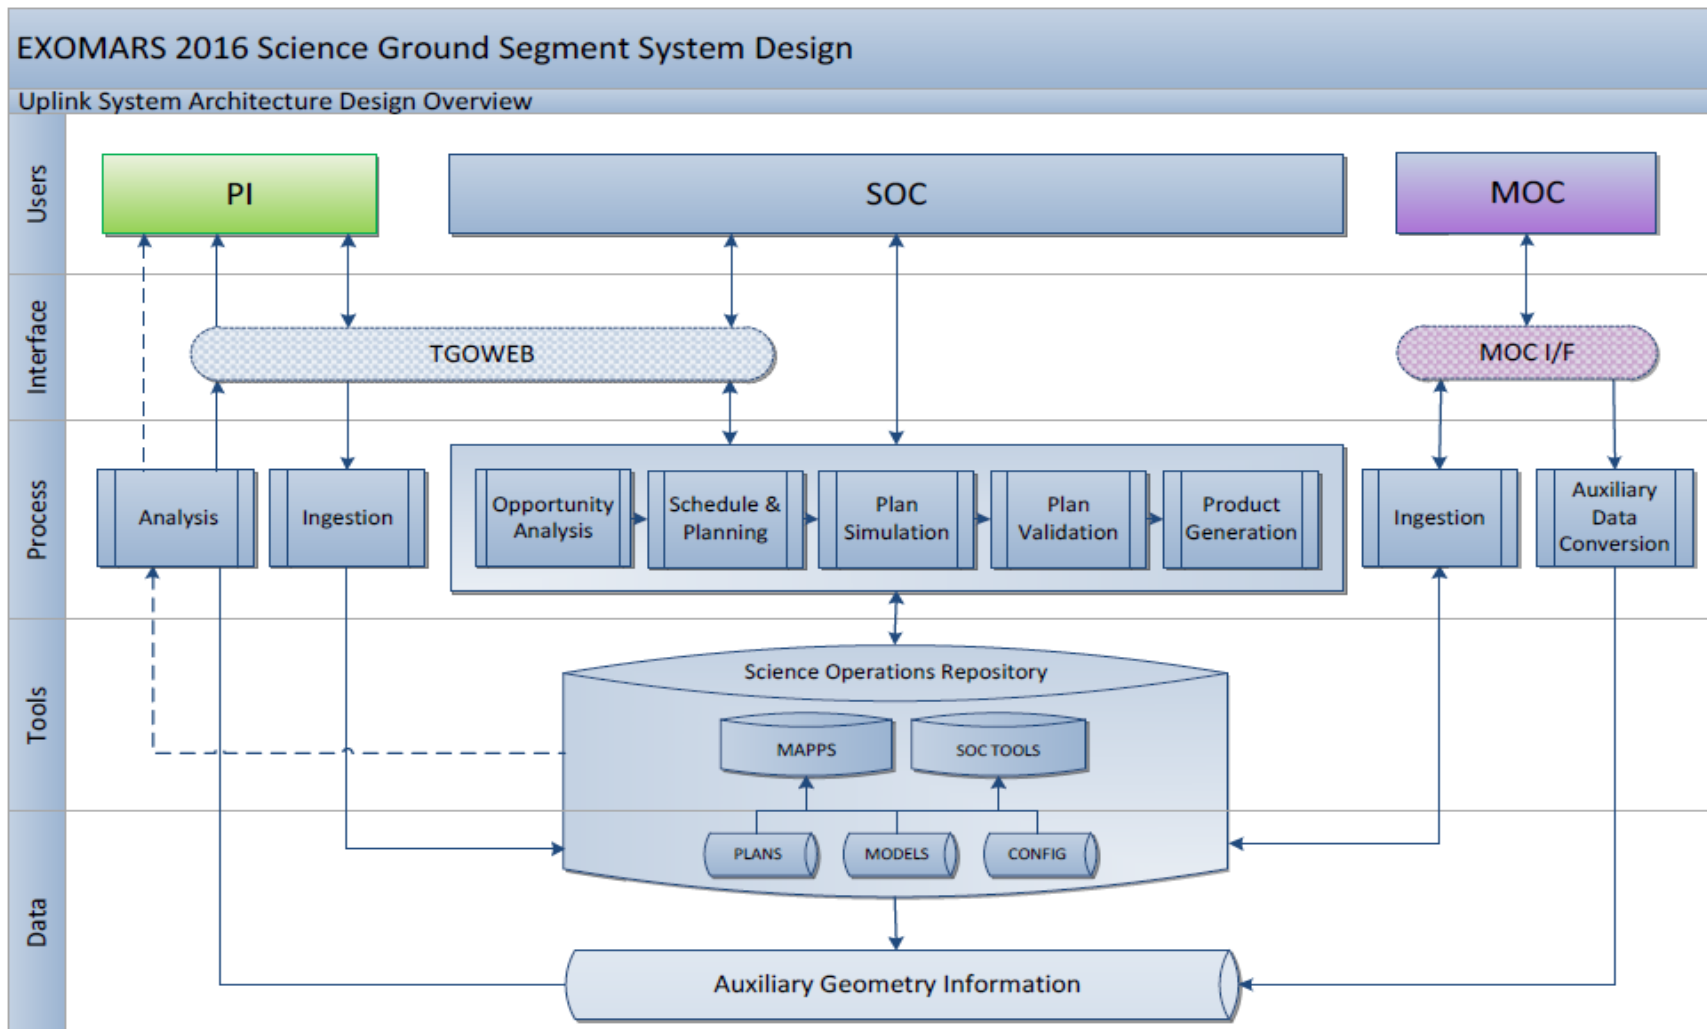 EXOMARS 2016 Science Ground Segment System Design
Uplink System Architecture Design Overview
Users
PI
SOC
MOC
Interface
TGOWEB
MOC I/F
Process
Analysis
Ingestion
Opportunity
Analysis
Schedule &
Planning
Plan
Simulation
Plan
Validation
Product
Generation
Ingestion
Auxiliary
Data
Conversion
Tools
Science Operations Repository
MAPPS
SOC TOOLS
Data
PLANS
MODELS
CONFIG
Auxiliary Geometry Information